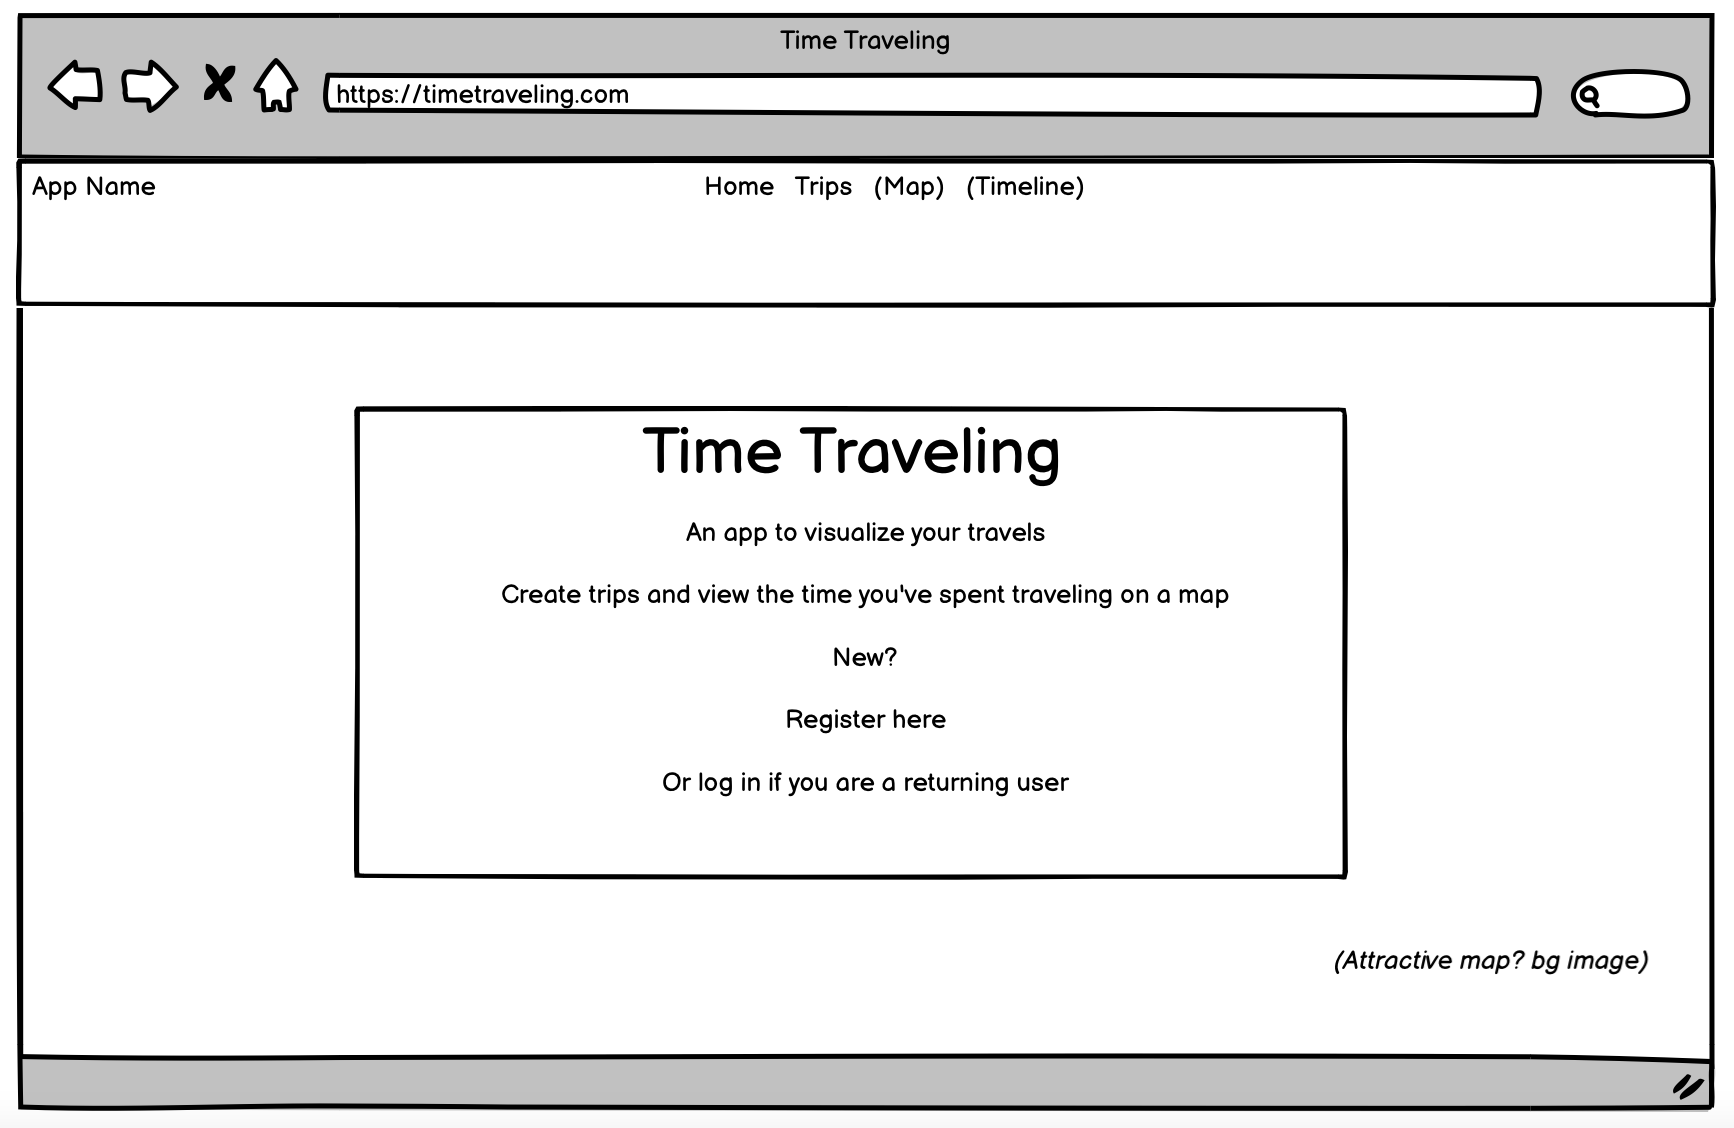 Time Traveling
https://timetraveling.com
App Name
Home Trips (Map) (Timeline)
Time Traveling
An app to visualize your travels
Create trips and view the time you've spent traveling on a map
New?
Register here
Or log in if you are a returning user
(Attractive map? bg image)